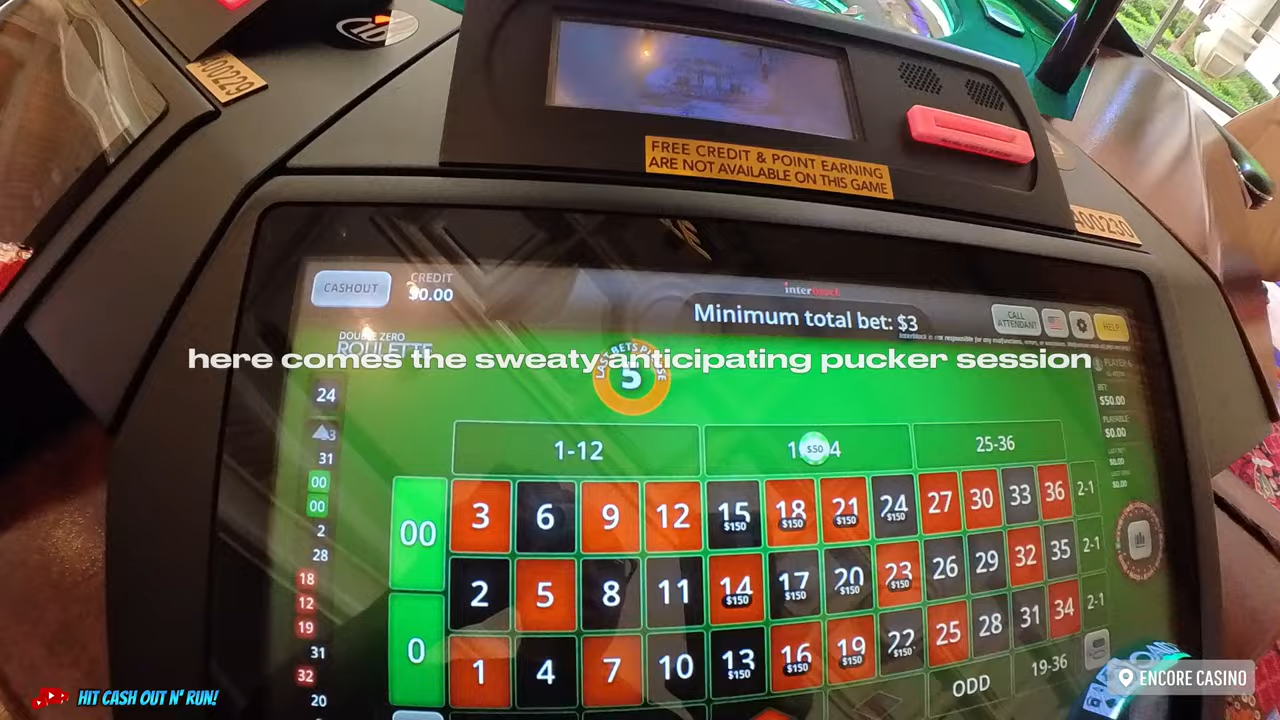 A00229
FREE CREDIT & POINT EARNING
ARE NOT AVAILABLE ON THIS GAME
A00230
CASHOUT
CREDIT
$0.00
interblock
Minimum total bet: $3
CALL
ATTENDANT
HELP
DOUBLE ZERO
ROULETTE
LAST BETS PLEASE
5
here comes the sweaty anticipating pucker session
BET:
$50.00
PLAYABLE:
$0.00
24
31
00
00
2
28
18
12
19
31
32
20
1-12
$50
25-36
00
3 6 9 12 15 18 21 24 27 30 33 36 2-1
$150 $150 $150 $150
2 5 8 11 14 17 20 23 26 29 32 35 2-1
$150 $150 $150 $150
0
1 4 7 10 13 16 19 22 25 28 31 34 2-1
$150 $150 $150 $150
ODD
19-36
HIT CASH OUT N' RUN!
ENCORE CASINO